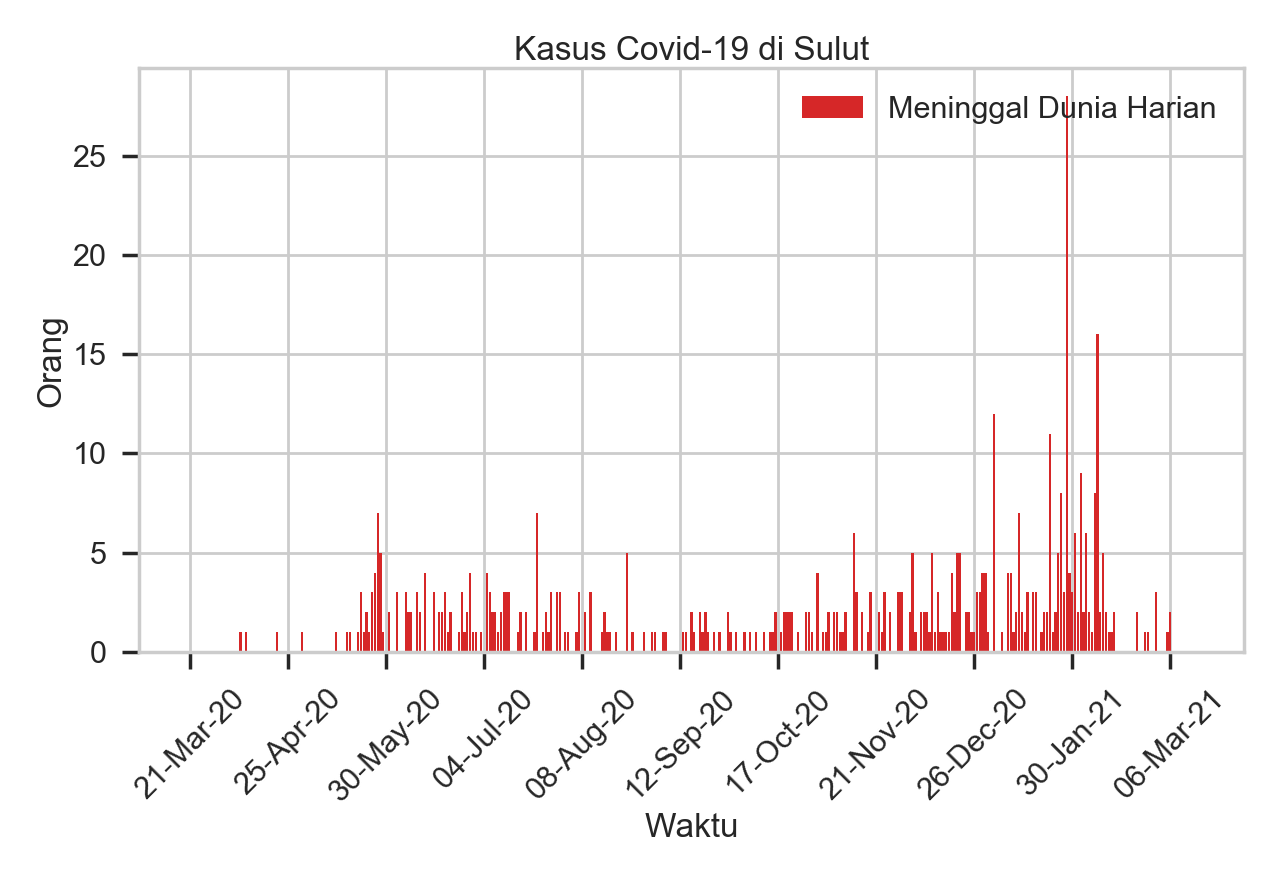 Kasus Covid-19 di Sulut
Meninggal Dunia Harian
Orang
25
20
15
10
5
0
21-Mar-20
25-Apr-20
30-May-20
04-Jul-20
08-Aug-20
12-Sep-20
17-Oct-20
21-Nov-20
26-Dec-20
30-Jan-21
06-Mar-21
Waktu